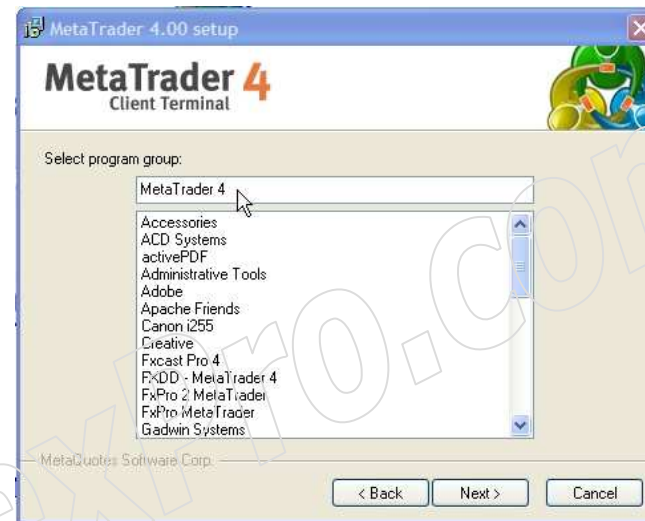 MetaTrader 4.00 setup
MetaTrader 4
Client Terminal
Select program group:
MetaTrader 4
Accessories
ACD Systems
activePDF
Administrative Tools
Adobe
Apache Friends
Canon i255
Creative
Fxcast Pro 4
FXDD - MetaTrader 4
FxPro 2 MetaTrader
FxPro MetaTrader
Gadwin Systems
MetaQuotes Software Corp.
< Back
Next >
Cancel